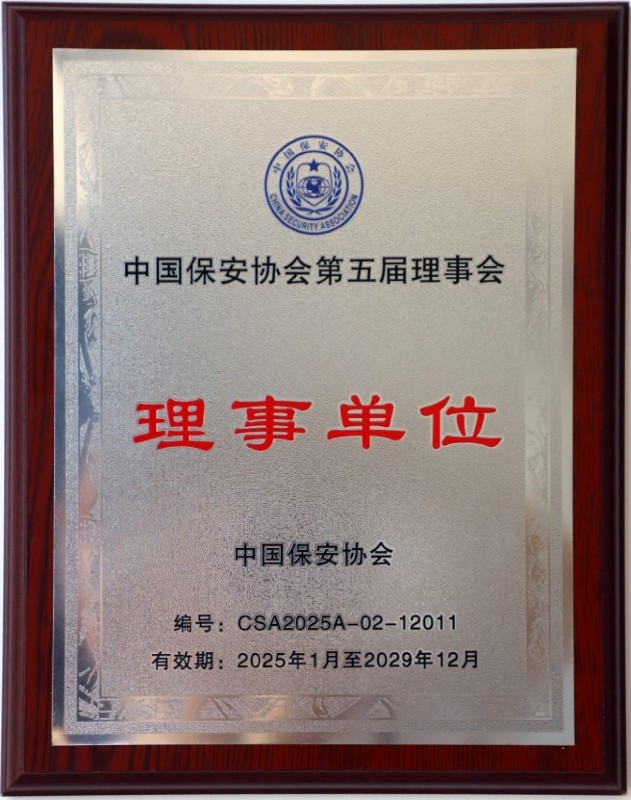 中国保安协会
CHINA SECURITY ASSOCIATION
中国保安协会第五届理事会
理事单位
中国保安协会
编号：CSA2025A-02-12011
有效期：2025年1月至2029年12月